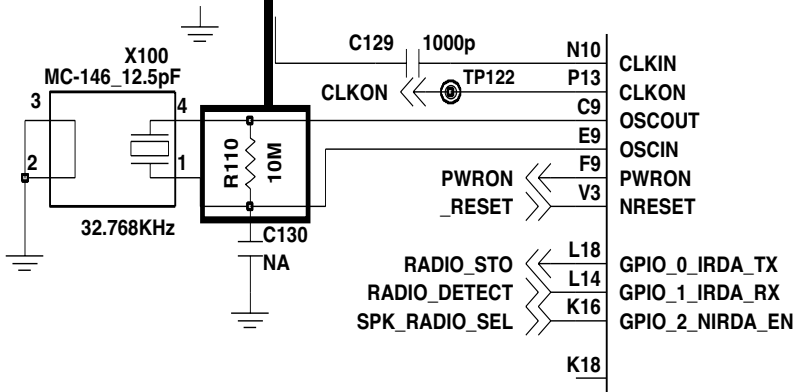 C129 1000p N10 CLKIN
X100
MC-146_12.5pF
CLKON TP122 P13 CLKON
3 4 C9 OSCOUT
R110 10M E9 OSCIN
2 1 F9
PWRON PWRON
V3
_RESET NRESET
32.768KHz
C130
NA
L18
RADIO_STO GPIO_0_IRDA_TX
L14
RADIO_DETECT GPIO_1_IRDA_RX
K16
SPK_RADIO_SEL GPIO_2_NIRDA_EN
K18